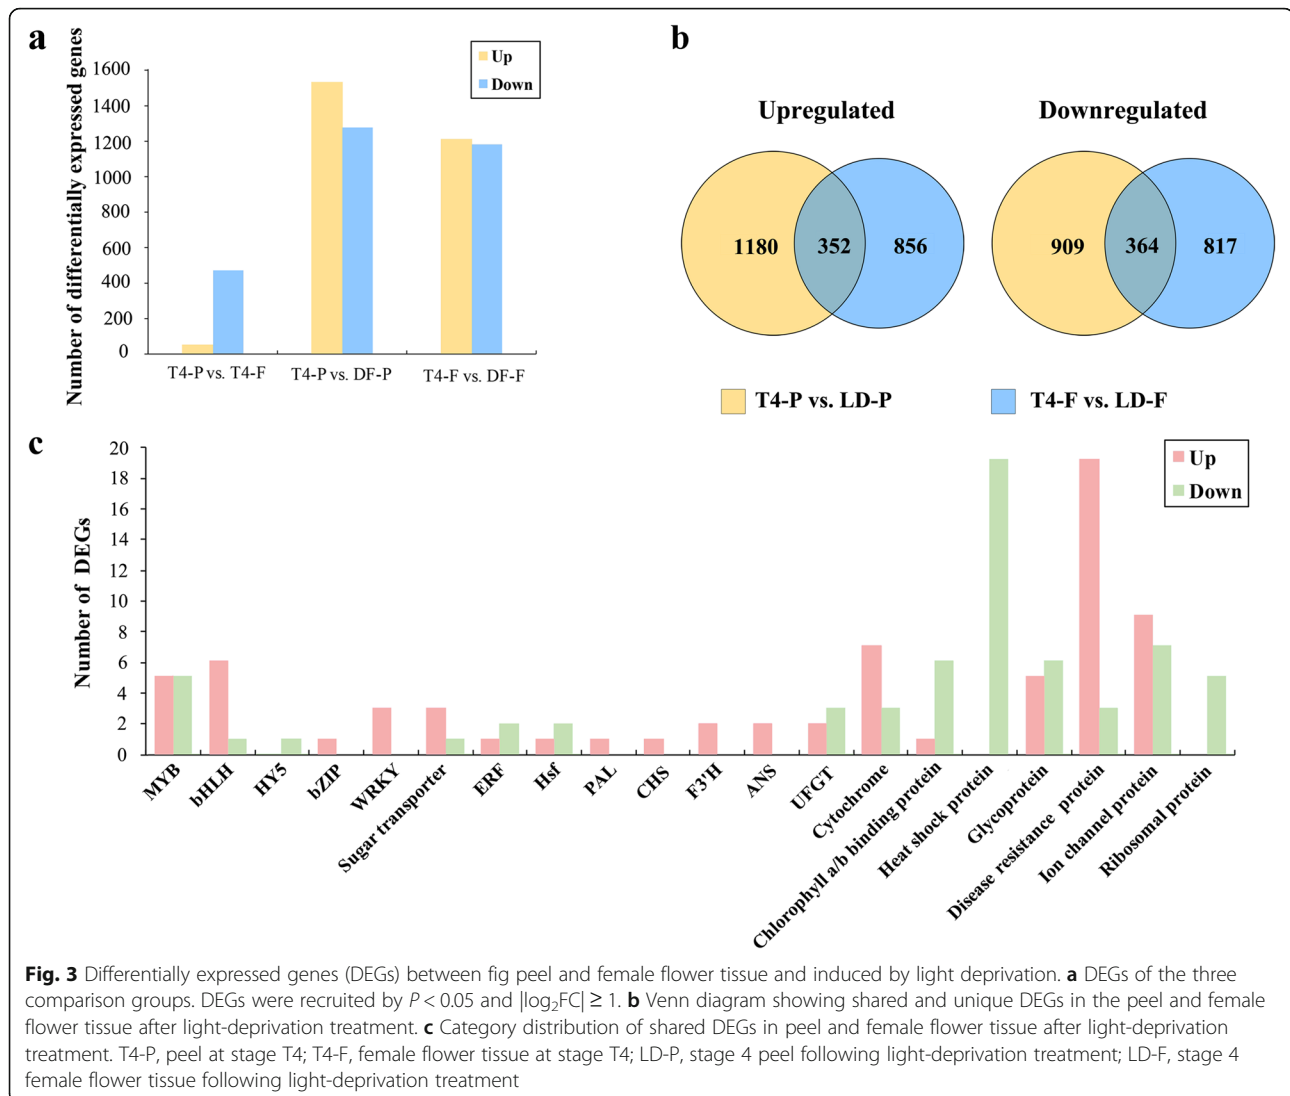 a
Number of differentially expressed genes
Up
Down
1600
1400
1200
1000
800
600
400
200
0
T4-P vs. T4-F
T4-P vs. DF-P
T4-F vs. DF-F
b
Upregulated
Downregulated
1180
352
856
909
364
817
T4-P vs. LD-P
T4-F vs. LD-F
c
Number of DEGs
Up
Down
20
18
16
14
12
10
8
6
4
2
0
MYB
bHLH
HY5
bZIP
WRKY
Sugar transporter
ERF
Hsf
PAL
CHS
F3'H
ANS
UFGT
Cytochrome
Chlorophyll a/b binding protein
Heat shock protein
Glycoprotein
Disease resistance protein
Ion channel protein
Ribosomal protein
Fig. 3 Differentially expressed genes (DEGs) between fig peel and female flower tissue and induced by light deprivation. a DEGs of the three
comparison groups. DEGs were recruited by P < 0.05 and |log₂FC| ≥ 1. b Venn diagram showing shared and unique DEGs in the peel and female
flower tissue after light-deprivation treatment. c Category distribution of shared DEGs in peel and female flower tissue after light-deprivation
treatment. T4-P, peel at stage T4; T4-F, female flower tissue at stage T4; LD-P, stage 4 peel following light-deprivation treatment; LD-F, stage 4
female flower tissue following light-deprivation treatment